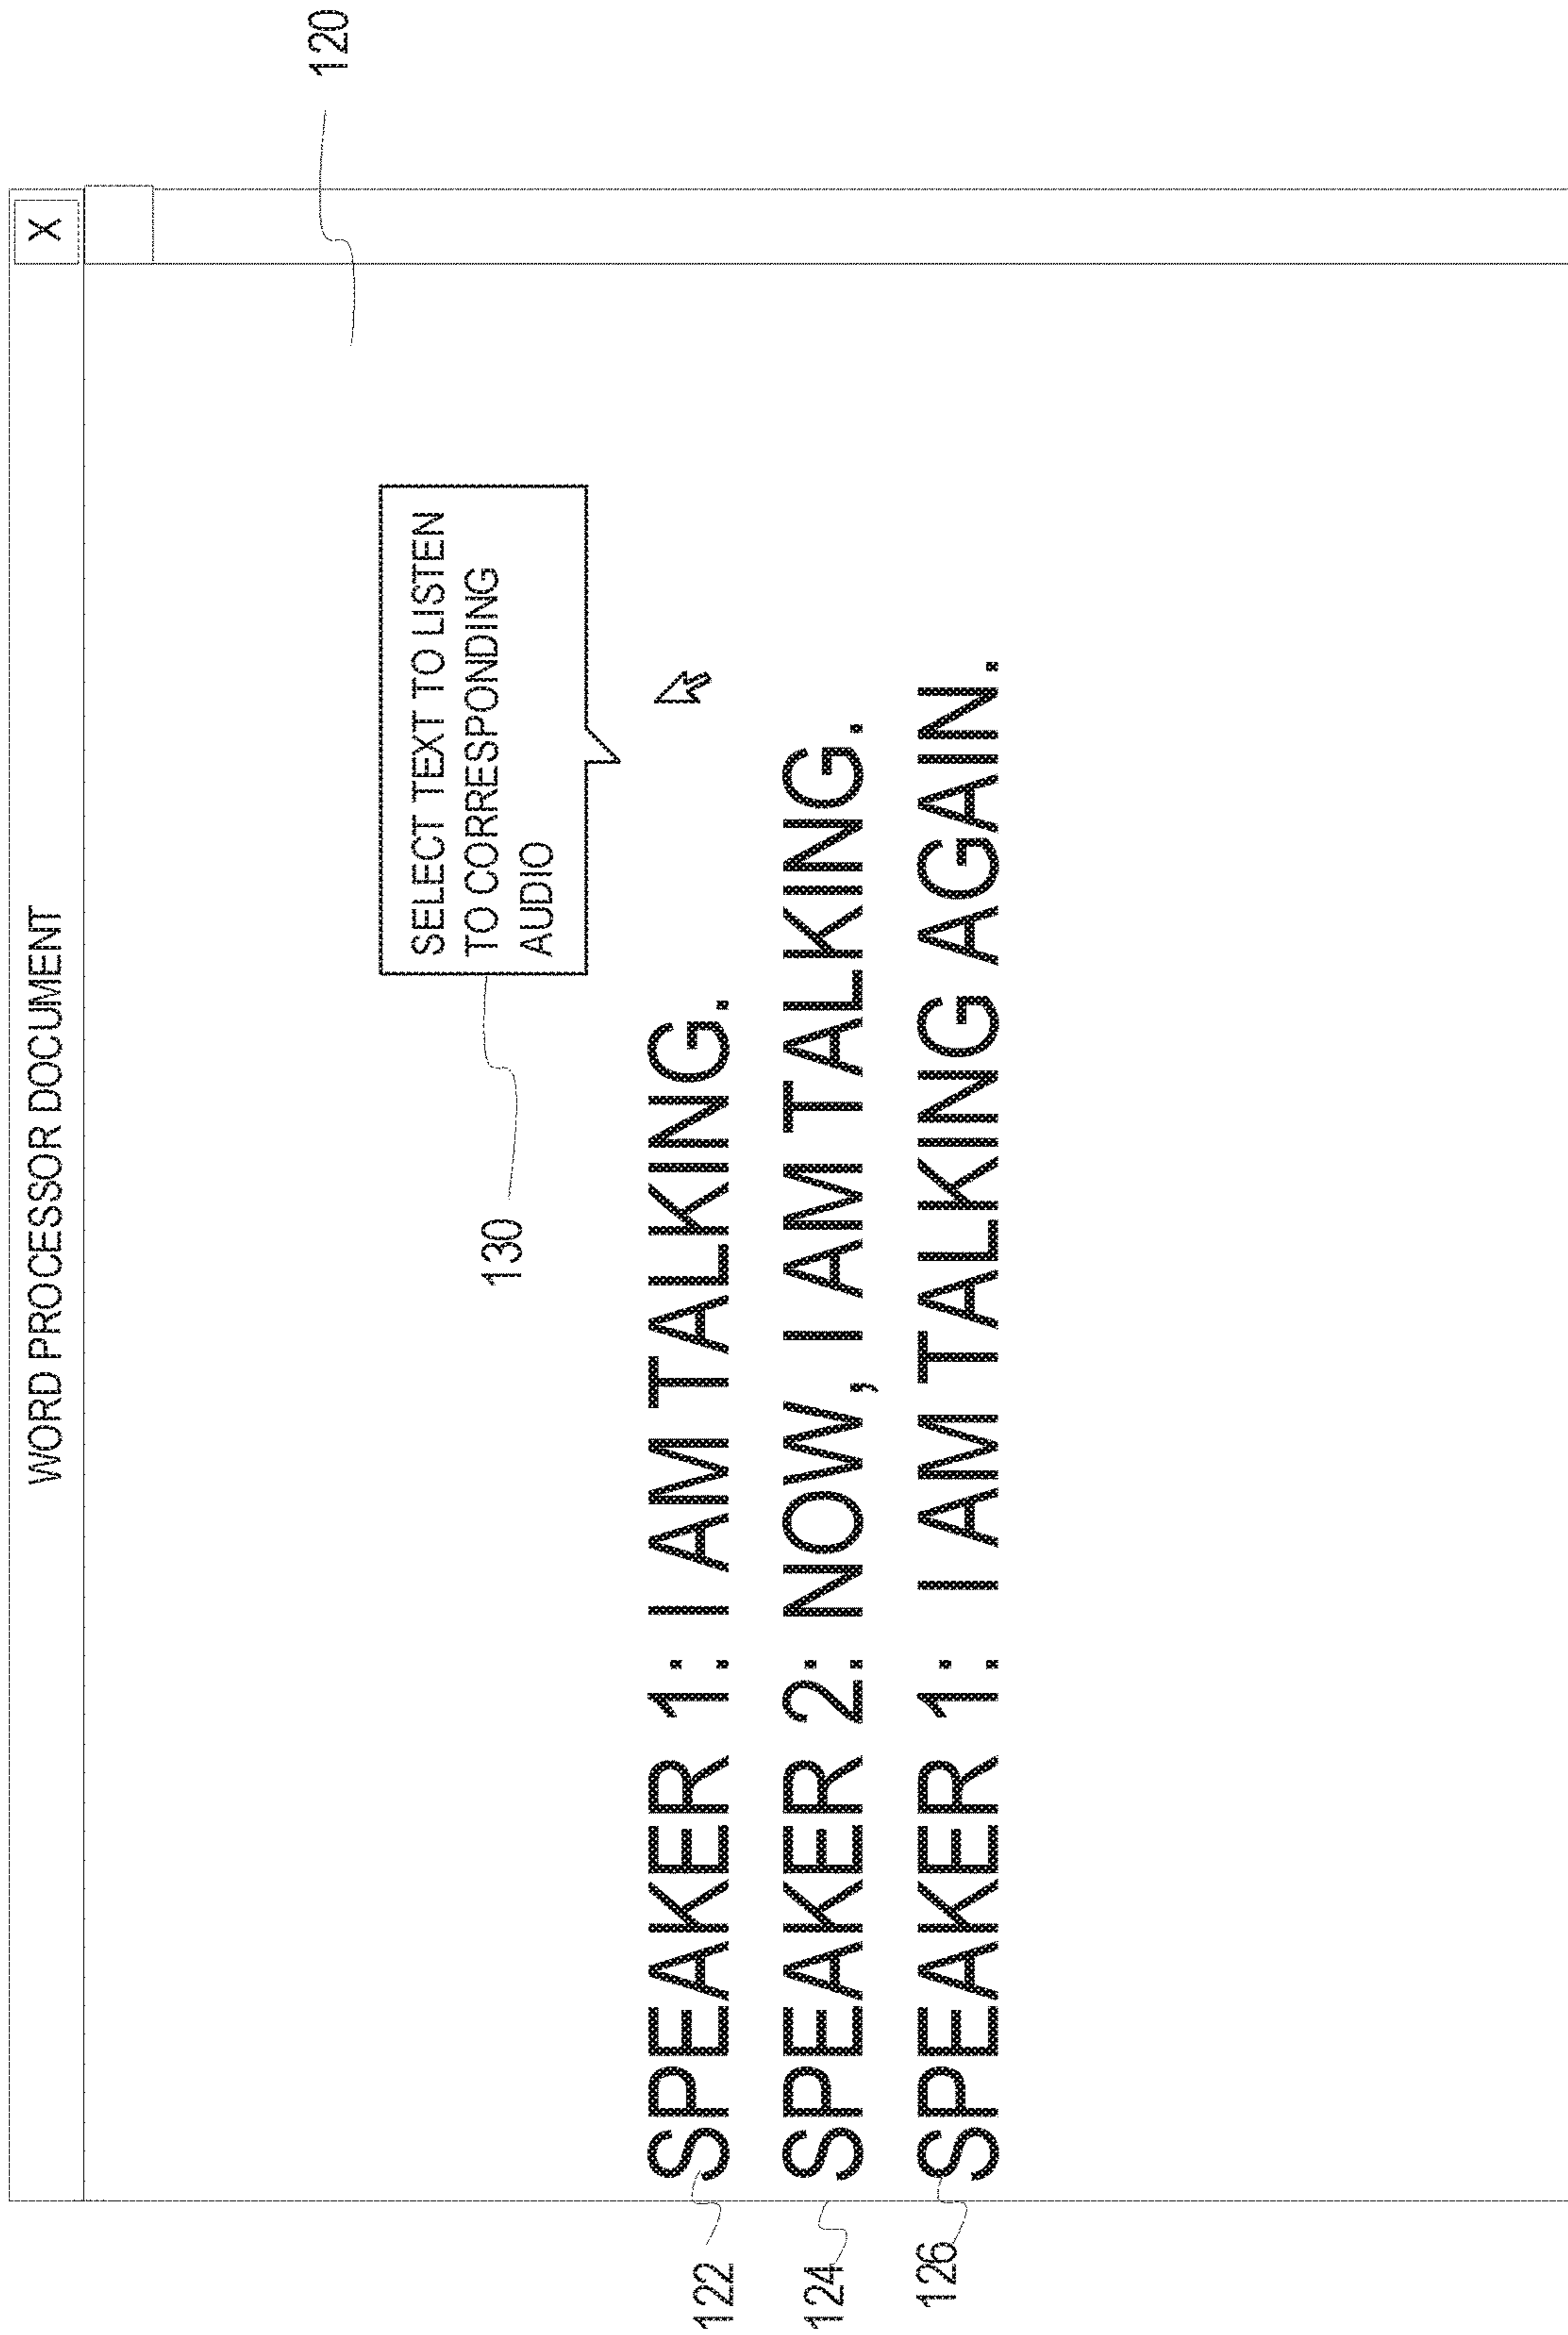 WORD PROCESSOR DOCUMENT
X
120
SELECT TEXT TO LISTEN
TO CORRESPONDING
AUDIO
130
122
SPEAKER 1: I AM TALKING.
124
SPEAKER 2: NOW, I AM TALKING.
126
SPEAKER 1: I AM TALKING AGAIN.